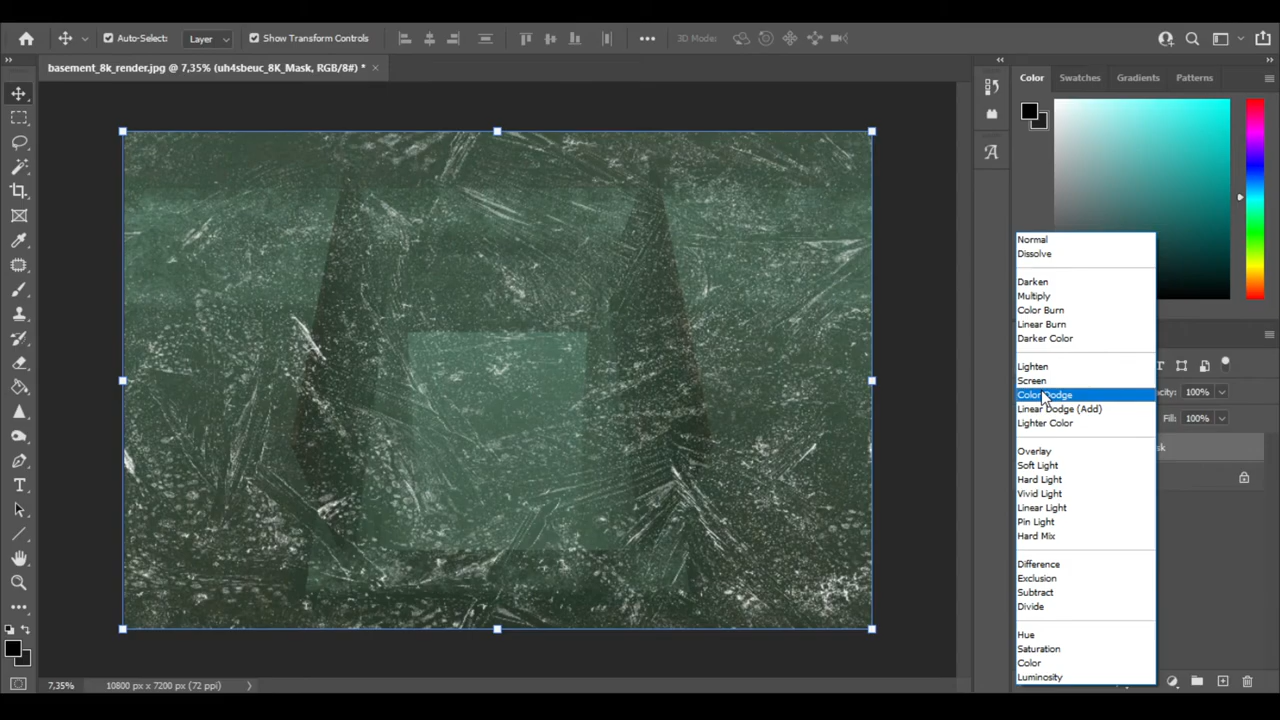 Auto-Select:
Layer
Show Transform Controls
3D Mode:
basement_8k_render.jpg @ 7,35% (uh4sbeuc_8K_Mask, RGB/8#) *
Color
Swatches
Gradients
Patterns
Normal
Dissolve
Darken
Multiply
Color Burn
Linear Burn
Darker Color
Lighten
Screen
Color Dodge
Linear Dodge (Add)
Lighter Color
Overlay
Soft Light
Hard Light
Vivid Light
Linear Light
Pin Light
Hard Mix
Difference
Exclusion
Subtract
Divide
Hue
Saturation
Color
Luminosity
100%
Fill: 100%
7,35%
10800 px x 7200 px (72 ppi)